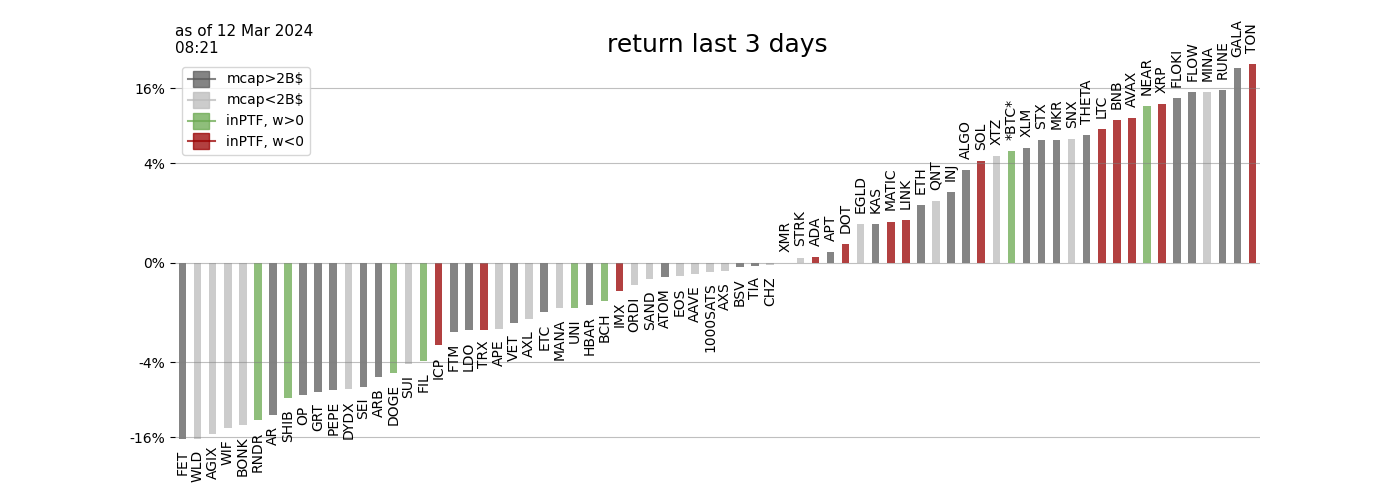 as of 12 Mar 2024
08:21
return last 3 days
mcap>2B$
mcap<2B$
inPTF, w>0
inPTF, w<0
16%
4%
0%
-4%
-16%
FET
WLD
AGIX
WIF
BONK
RNDR
AR
SHIB
OP
GRT
PEPE
DYDX
SEI
ARB
DOGE
SUI
FIL
ICP
FTM
LDO
TRX
APE
VET
AXL
ETC
MANA
UNI
HBAR
BCH
IMX
ORDI
SAND
ATOM
EOS
AAVE
1000SATS
AXS
BSV
TIA
CHZ
XMR
STRK
ADA
APT
DOT
EGLD
KAS
MATIC
LINK
ETH
QNT
INJ
ALGO
SOL
XTZ
*BTC*
XLM
STX
MKR
SNX
THETA
LTC
BNB
AVAX
NEAR
XRP
FLOKI
FLOW
MINA
RUNE
GALA
TON